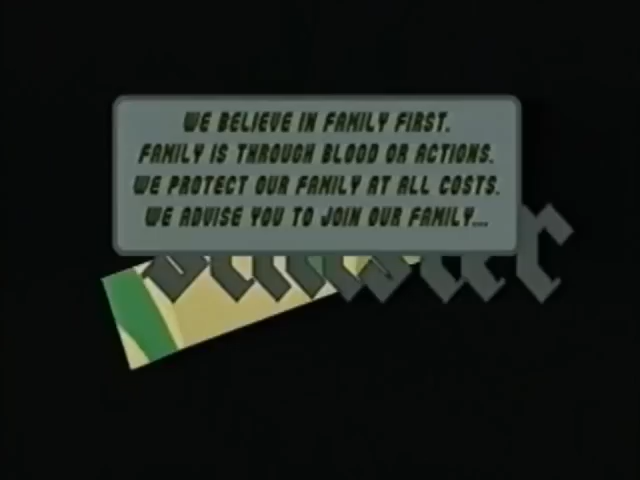 WE BELIEVE IN FAMILY FIRST.
FAMILY IS THROUGH BLOOD OR ACTIONS.
WE PROTECT OUR FAMILY AT ALL COSTS.
WE ADVISE YOU TO JOIN OUR FAMILY...